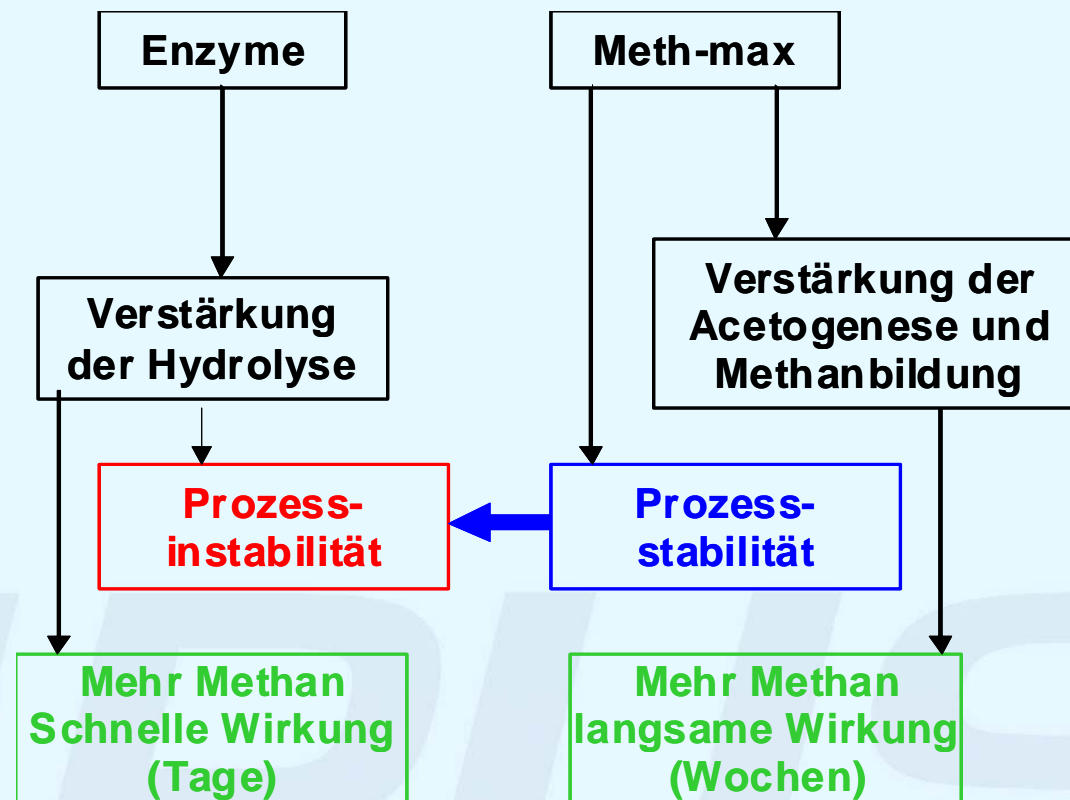 Enzyme
Meth-max
Verstärkung
der Hydrolyse
Verstärkung der
Acetogenese und
Methanbildung
Prozess-
instabilität
Prozess-
stabilität
Mehr Methan
Schnelle Wirkung
(Tage)
Mehr Methan
langsame Wirkung
(Wochen)